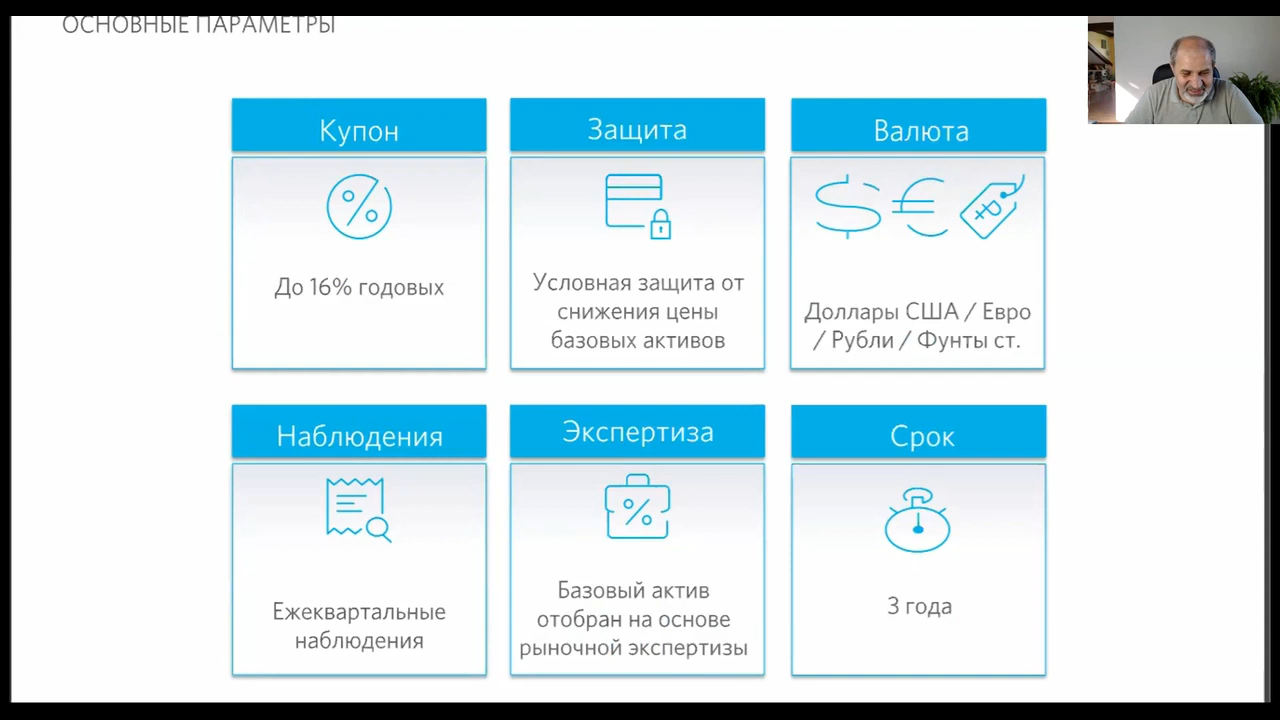 ОСНОВНЫЕ ПАРАМЕТРЫ
Купон
До 16% годовых
Защита
Условная защита от
снижения цены
базовых активов
Валюта
Доллары США / Евро
/ Рубли / Фунты ст.
Наблюдения
Ежеквартальные
наблюдения
Экспертиза
Базовый актив
отобран на основе
рыночной экспертизы
Срок
3 года